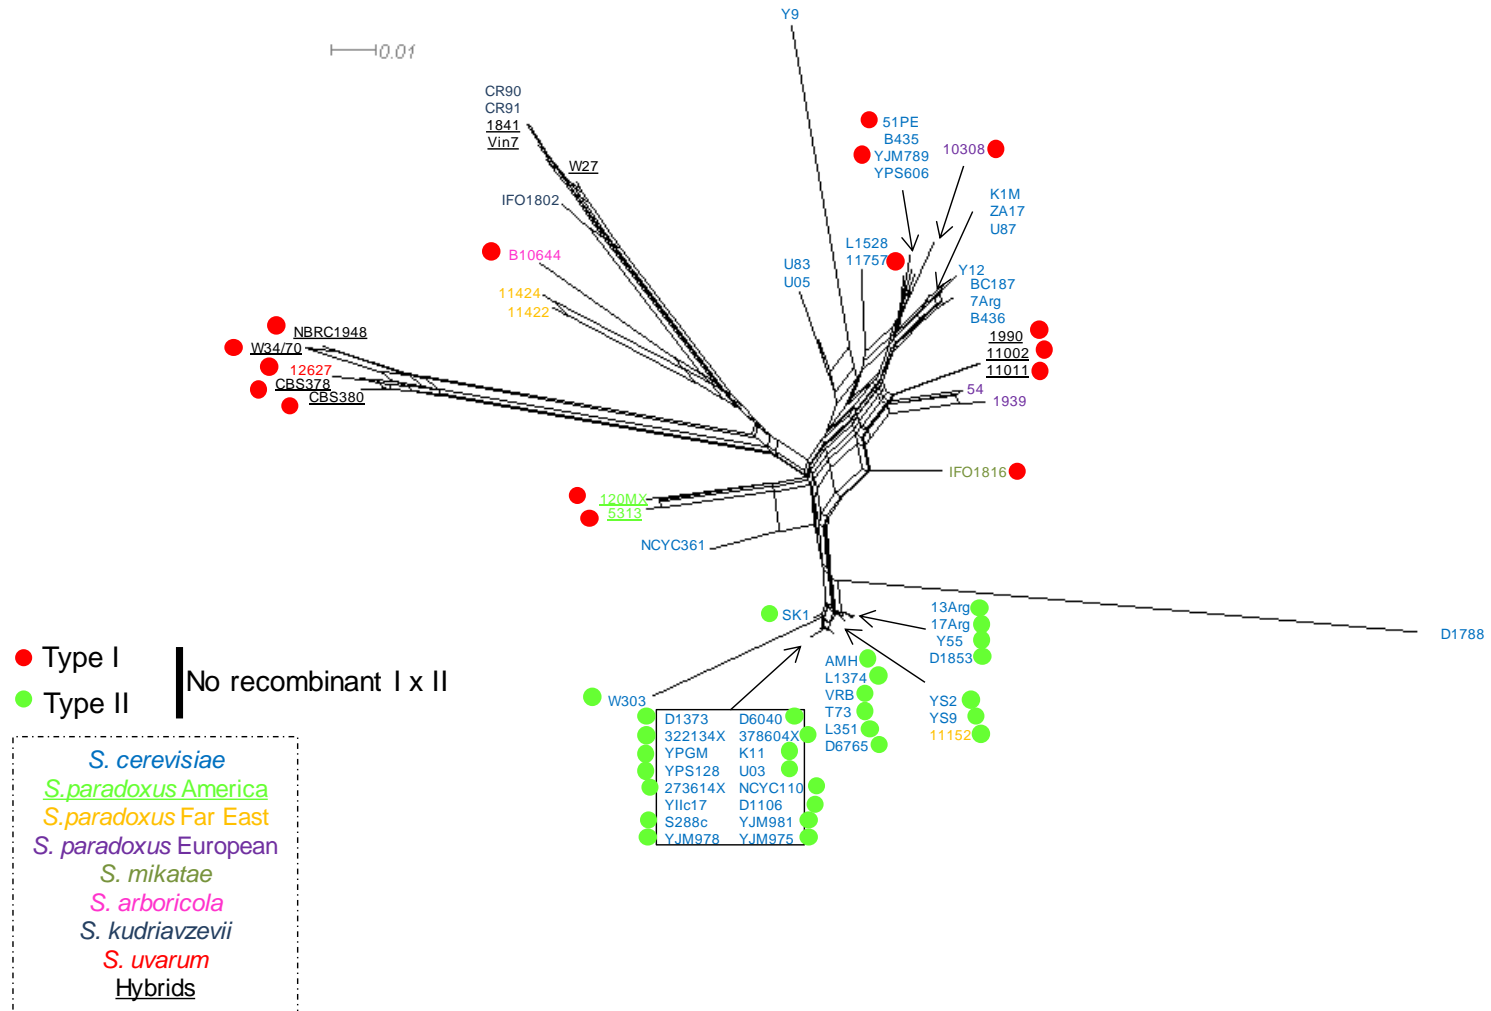 Y9
0.01
CR90
CR91
1841
Vin7
W27
IFO1802
51PE
B435
YJM789
YPS606
10308
K1M
ZA17
U87
B10644
L1528
11757
U83
U05
Y12
BC187
7Arg
B436
11424
11422
NBRC1948
W34/70
12627
CBS378
CBS380
1990
11002
11011
54
1939
IFO1816
120MX
5313
NCYC361
SK1
13Arg
17Arg
Y55
D1853
D1788
AMH
L1374
VRB
T73
L351
D6765
YS2
YS9
11152
W303
D1373 D6040
322134X 378604X
YPGM K11
YPS128 U03
273614X NCYC110
YIIc17 D1106
S288c YJM981
YJM978 YJM975
Type I
Type II
No recombinant I x II
S. cerevisiae
S.paradoxus America
S.paradoxus Far East
S. paradoxus European
S. mikatae
S. arboricola
S. kudriavzevii
S. uvarum
Hybrids